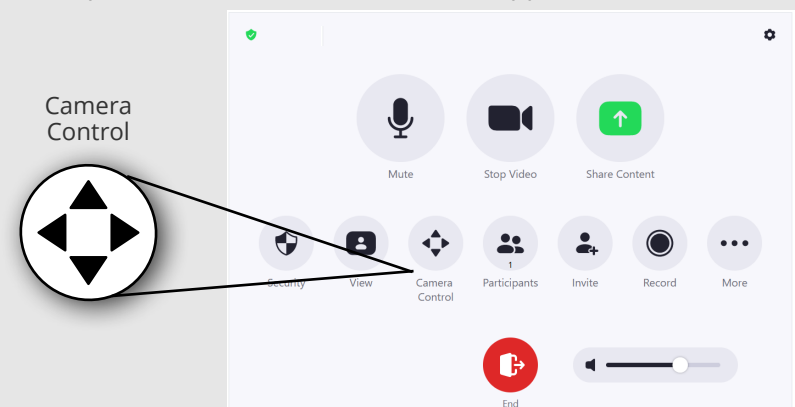 Camera
Control
Mute
Stop Video
Share Content
1
Security
View
Camera
Control
Participants
Invite
Record
More
End